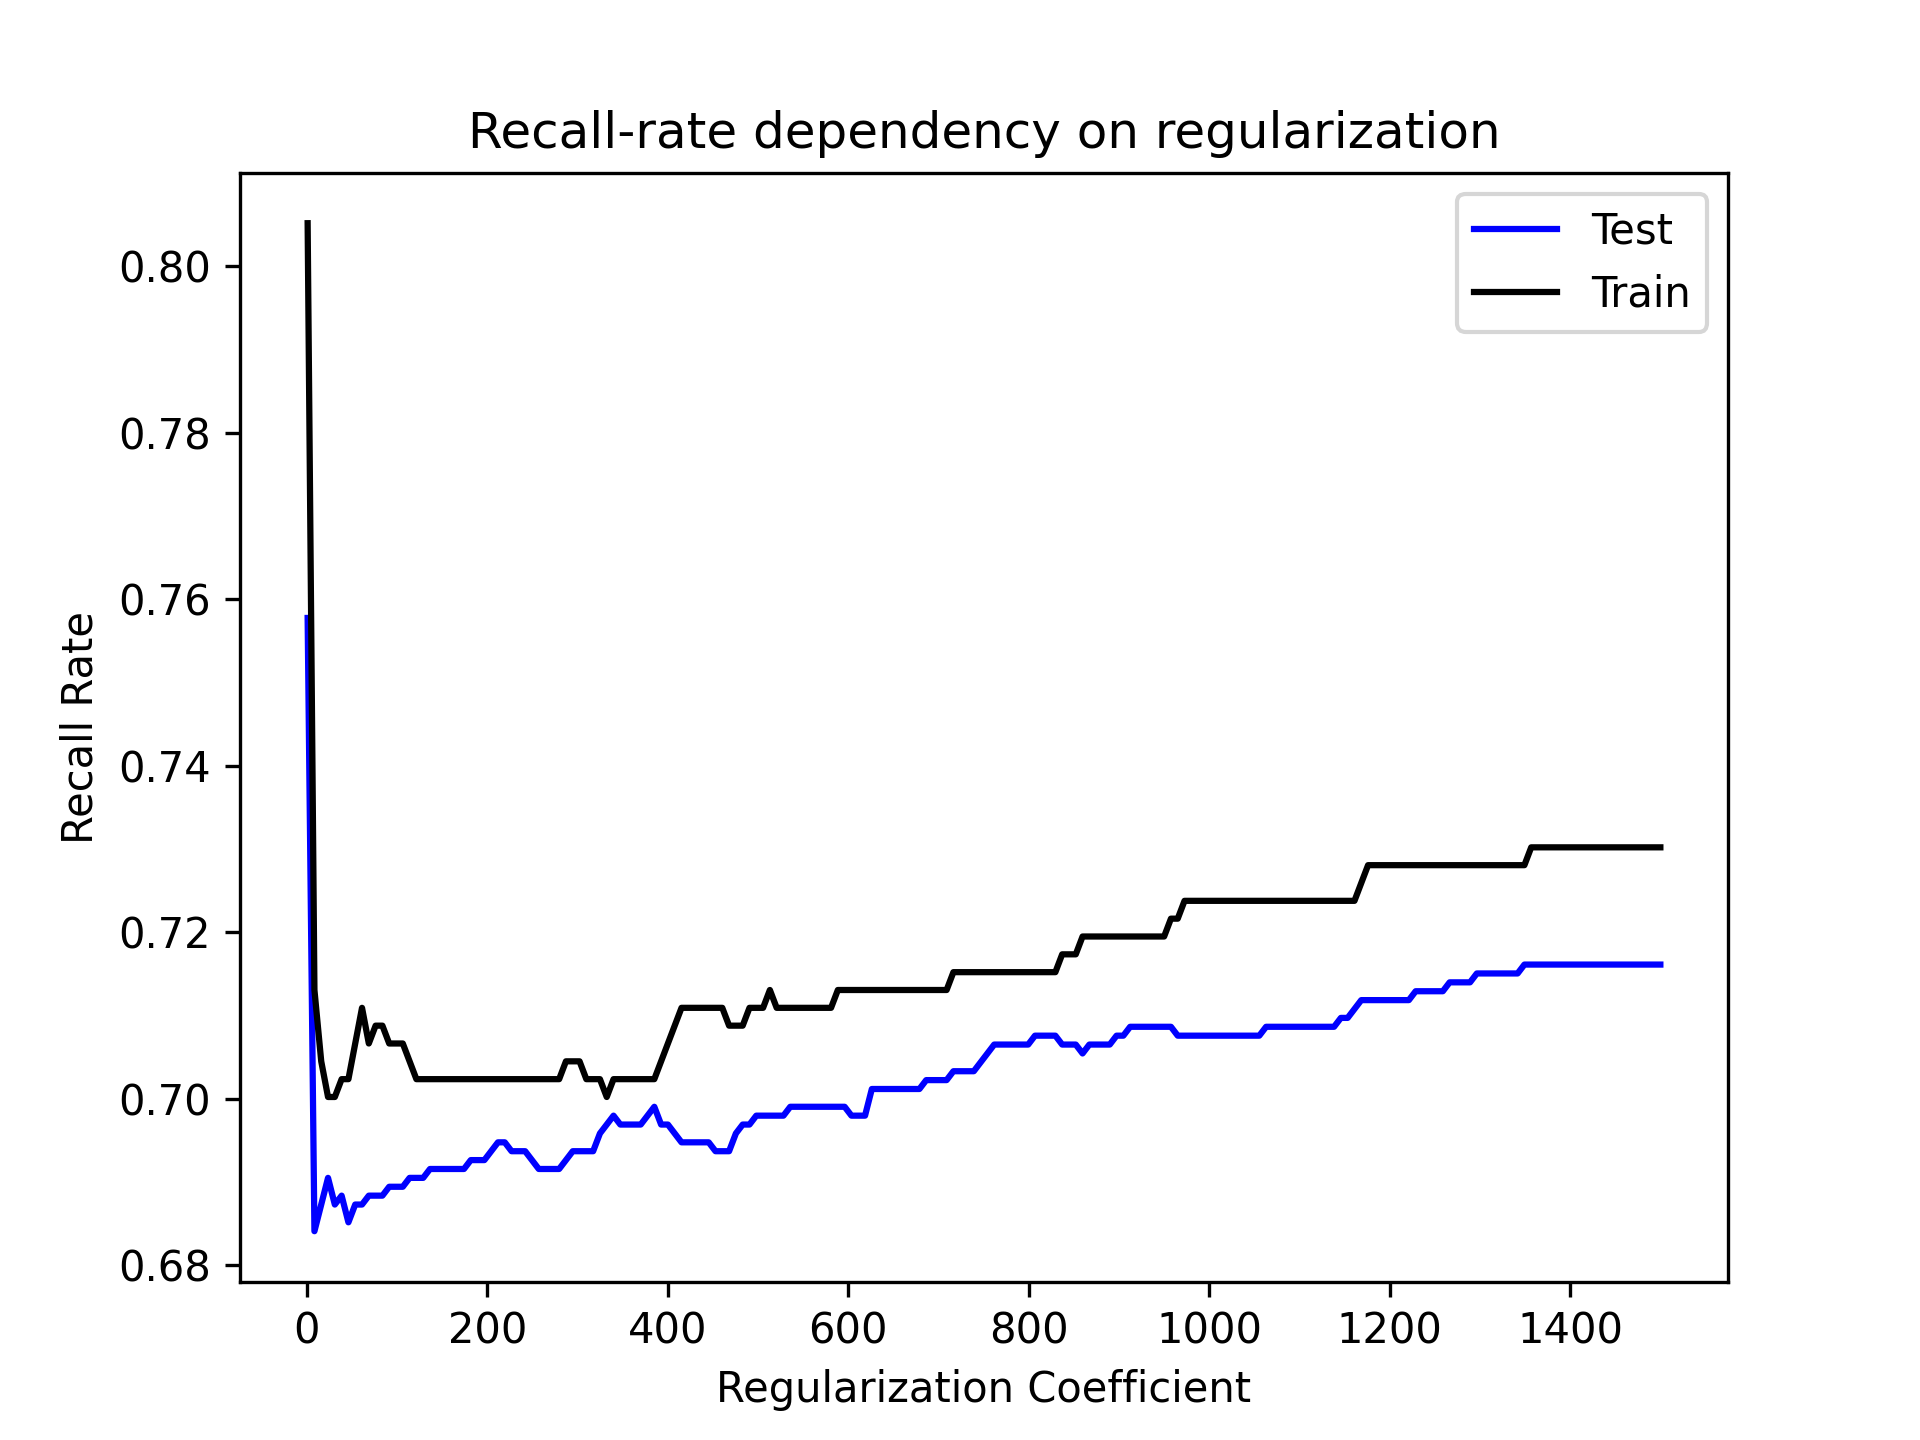 Recall-rate dependency on regularization
Test
Train
0.80
0.78
0.76
0.74
0.72
0.70
0.68
Recall Rate
0 200 400 600 800 1000 1200 1400
Regularization Coefficient